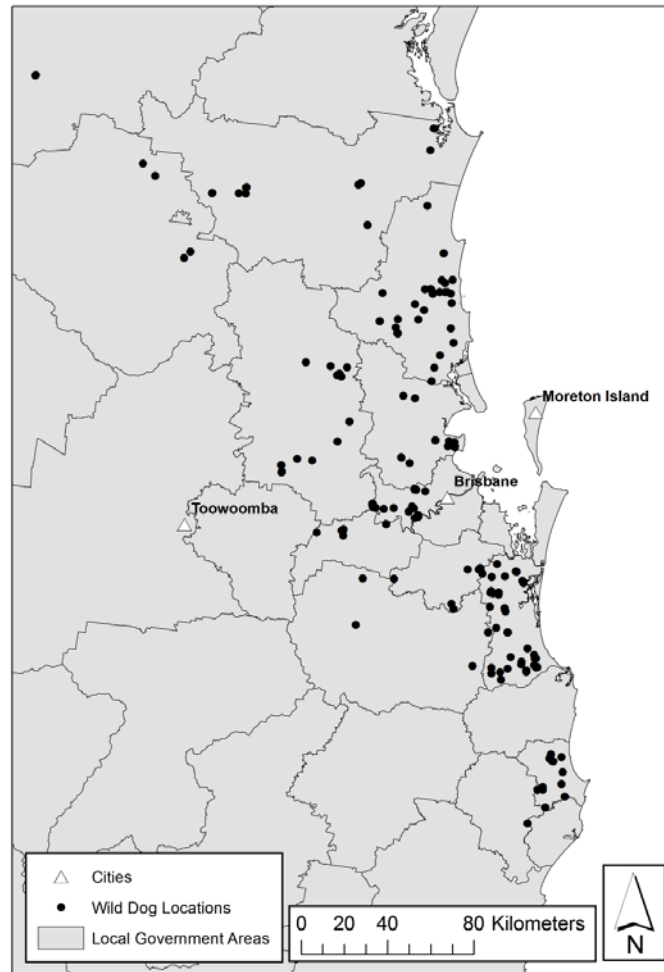 Moreton Island
Brisbane
Toowoomba
Cities
Wild Dog Locations
Local Government Areas
0 20 40 80 Kilometers
N